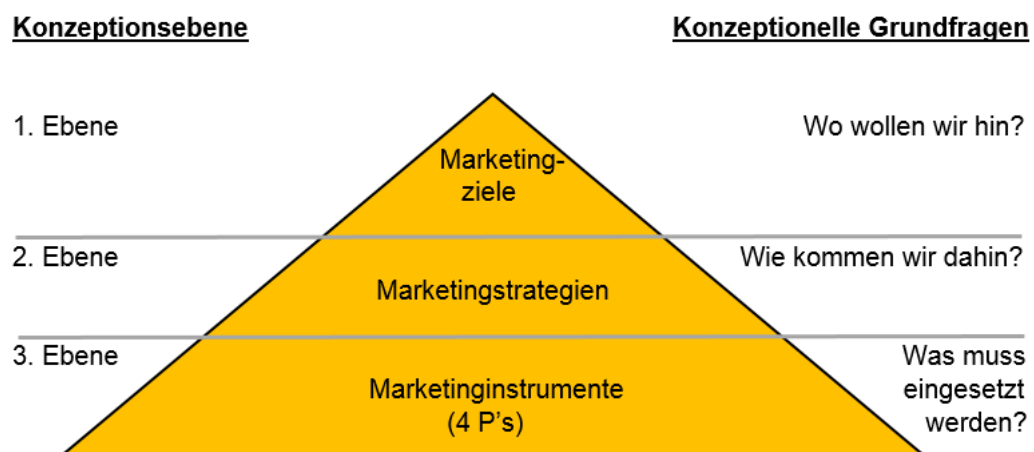 Konzeptionsebene
Konzeptionelle Grundfragen
1. Ebene
Wo wollen wir hin?
Marketing-
ziele
2. Ebene
Wie kommen wir dahin?
Marketingstrategien
3. Ebene
Was muss
eingesetzt
werden?
Marketinginstrumente
(4 P's)